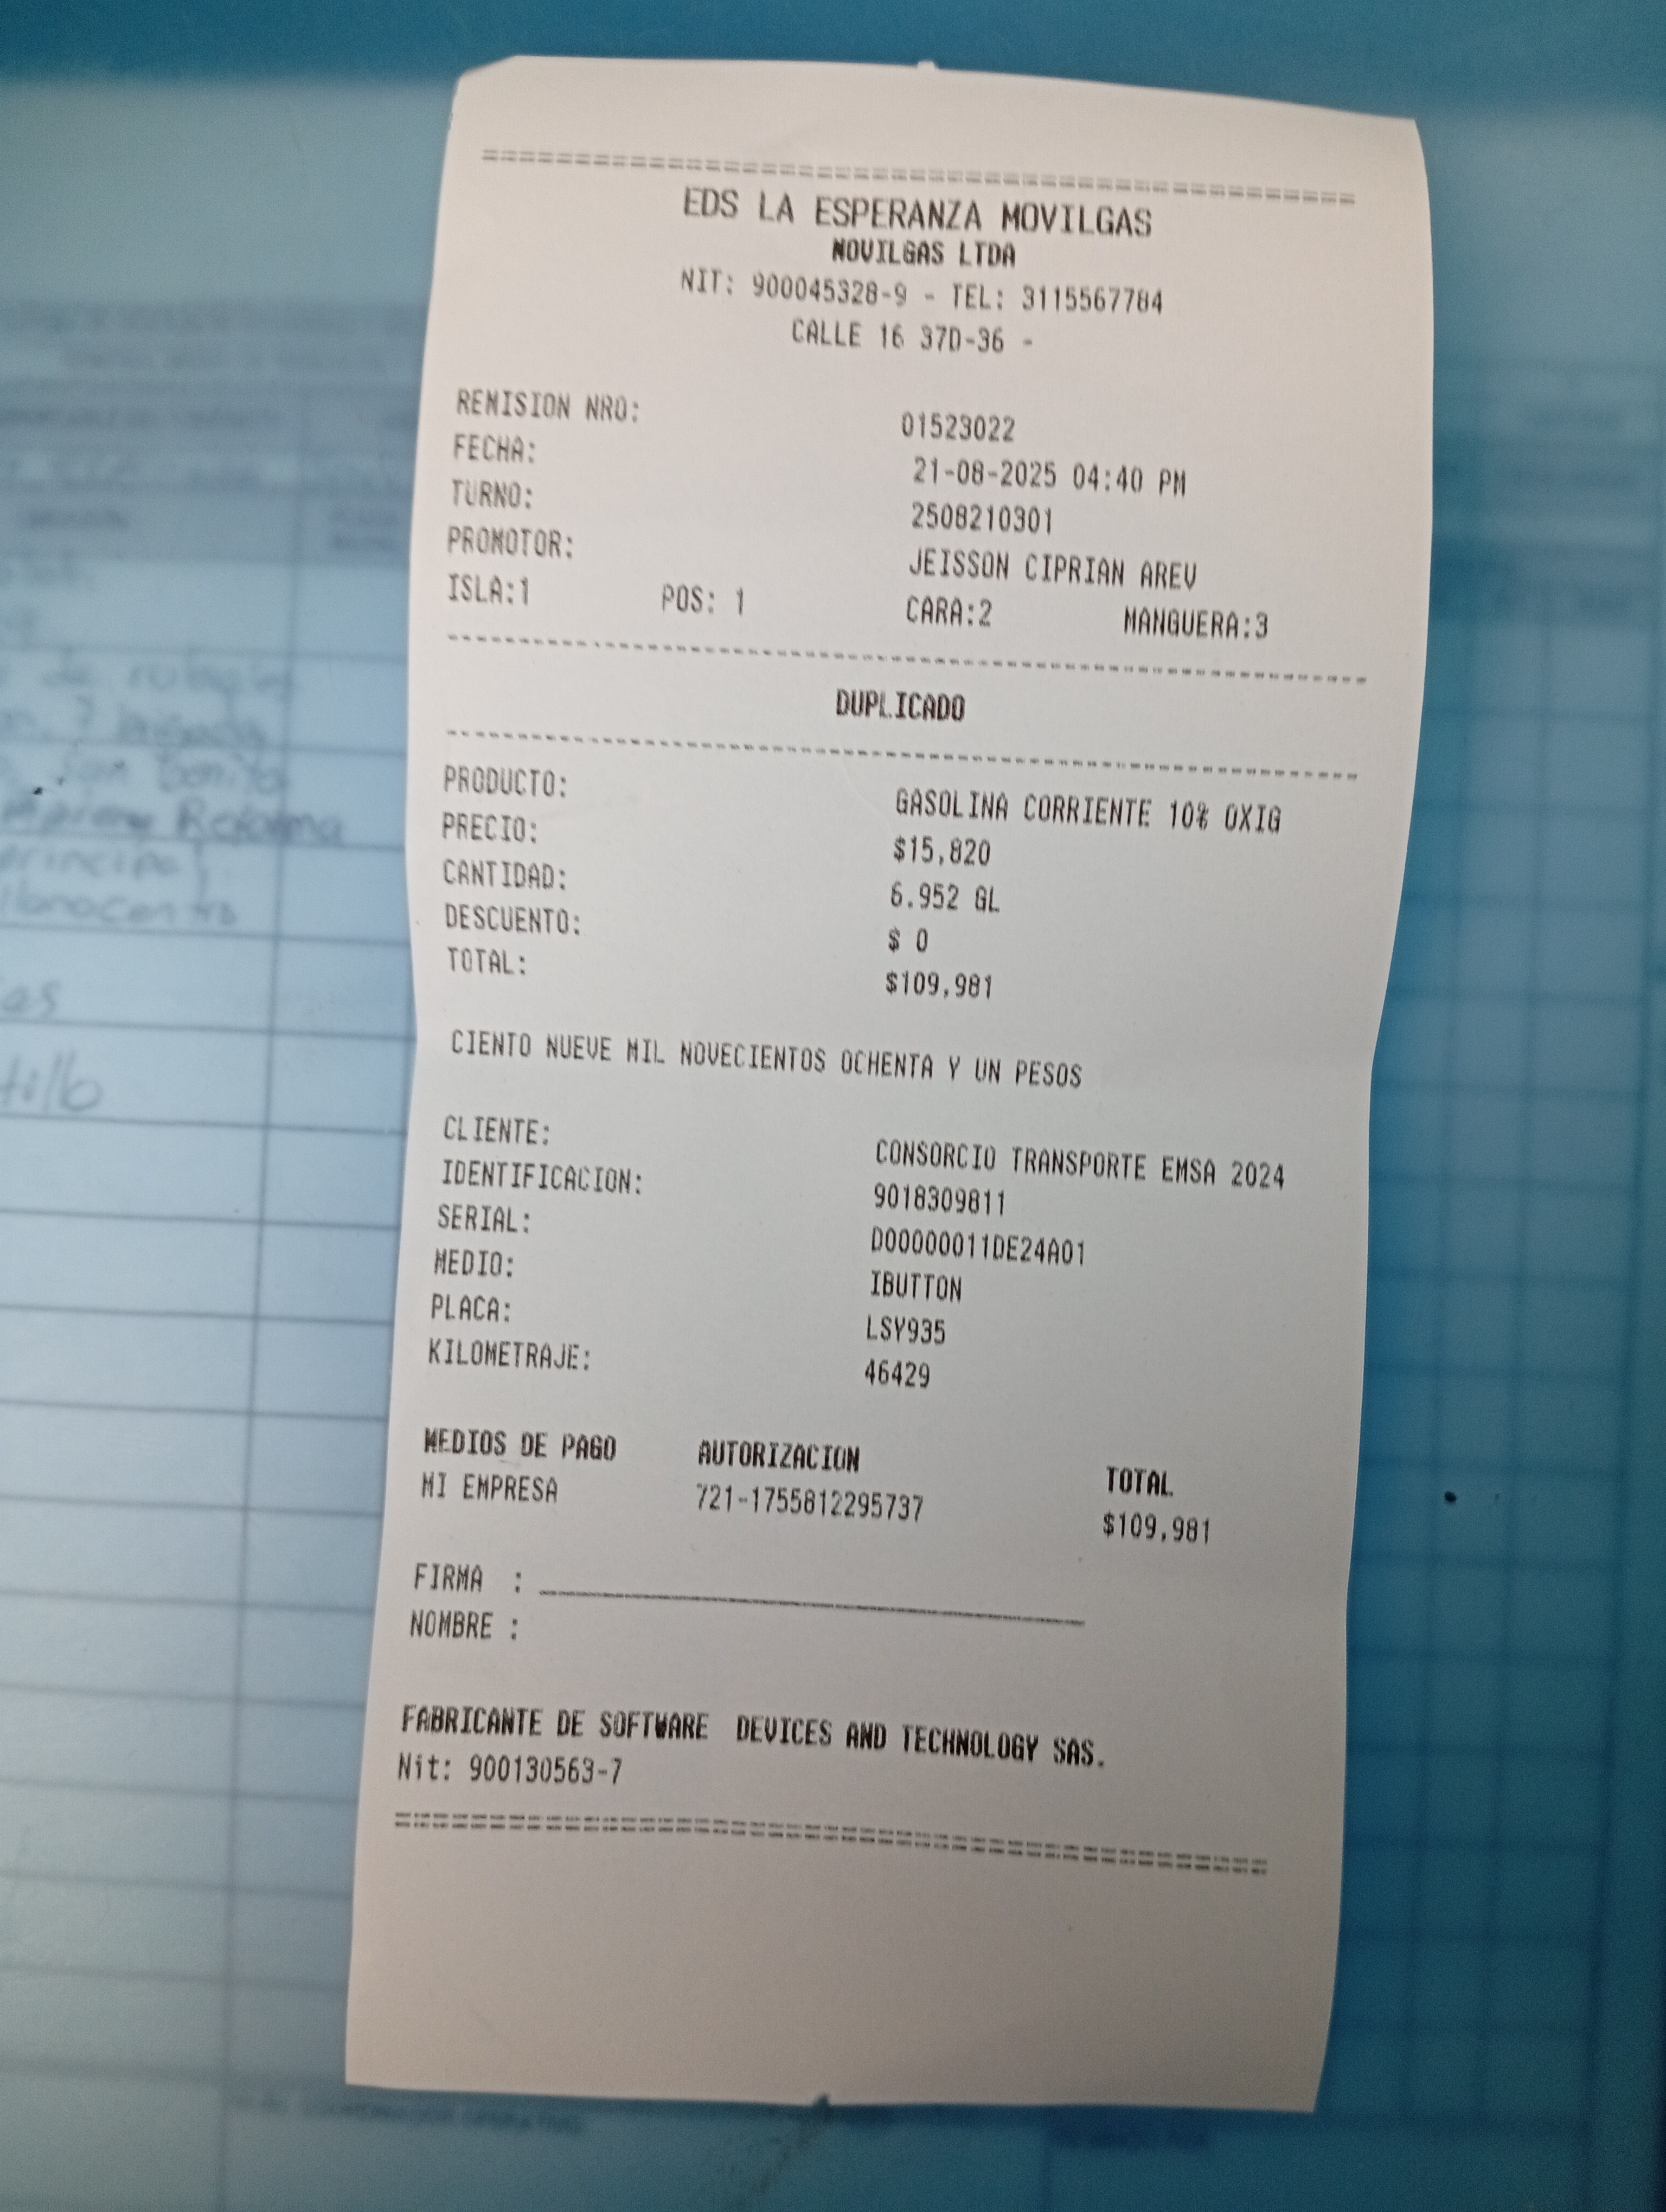 EDS LA ESPERANZA MOVILGAS
NOVILGAS LTDA
NIT: 900045328-9 - TEL: 3115567784
CALLE 16 37D-36 -
REMISION NRO: 01523022
FECHA: 21-08-2025 04:40 PM
TURNO: 2508210301
PROMOTOR: JEISSON CIPRIAN AREV
ISLA:1 POS: 1 CARA:2 MANGUERA:3
DUPLICADO
PRODUCTO: GASOLINA CORRIENTE 10% OXIG
PRECIO: $15,820
CANTIDAD: 6.952 GL
DESCUENTO: $ 0
TOTAL: $109,981
CIENTO NUEVE MIL NOVECIENTOS OCHENTA Y UN PESOS
CLIENTE: CONSORCIO TRANSPORTE EMSA 2024
IDENTIFICACION: 9018309811
SERIAL: D00000011DE24A01
MEDIO: IBUTTON
PLACA: LSY935
KILOMETRAJE: 46429
MEDIOS DE PAGO AUTORIZACION TOTAL
MI EMPRESA 721-1755812295737 $109,981
FIRMA :
NOMBRE :
FABRICANTE DE SOFTWARE DEVICES AND TECHNOLOGY SAS.
Nit: 900130563-7
Reforma
principal